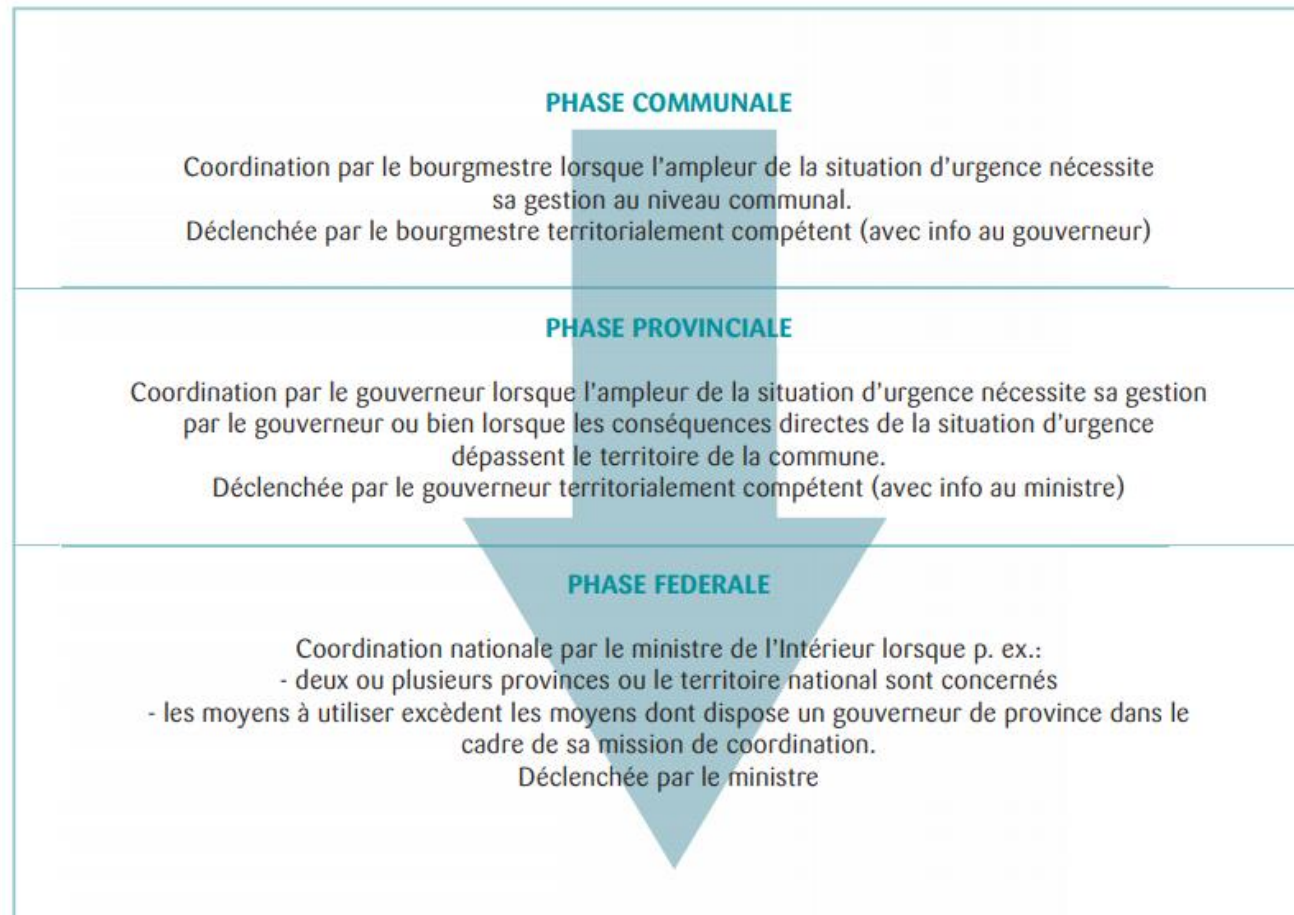 PHASE COMMUNALE
Coordination par le bourgmestre lorsque l'ampleur de la situation d'urgence nécessite
sa gestion au niveau communal.
Déclenchée par le bourgmestre territorialement compétent (avec info au gouverneur)
PHASE PROVINCIALE
Coordination par le gouverneur lorsque l'ampleur de la situation d'urgence nécessite sa gestion
par le gouverneur ou bien lorsque les conséquences directes de la situation d'urgence
dépassent le territoire de la commune.
Déclenchée par le gouverneur territorialement compétent (avec info au ministre)
PHASE FEDERALE
Coordination nationale par le ministre de l'Intérieur lorsque p. ex.:
- deux ou plusieurs provinces ou le territoire national sont concernés
- les moyens à utiliser excèdent les moyens dont dispose un gouverneur de province dans le
cadre de sa mission de coordination.
Déclenchée par le ministre